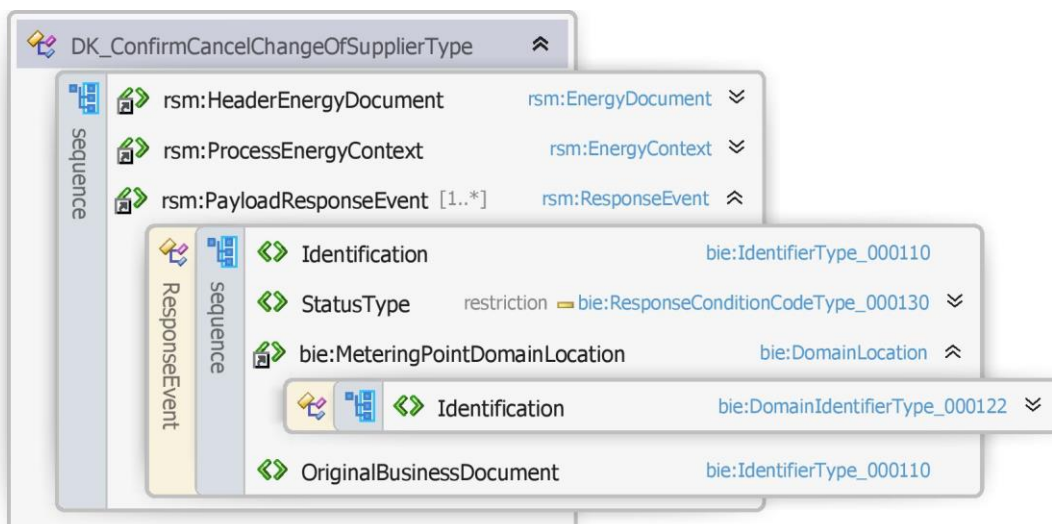 DK_ConfirmCancelChangeOfSupplierType
rsm:HeaderEnergyDocument rsm:EnergyDocument
rsm:ProcessEnergyContext rsm:EnergyContext
sequence
rsm:PayloadResponseEvent [1..*] rsm:ResponseEvent
Identification bie:IdentifierType_000110
StatusType restriction bie:ResponseConditionCodeType_000130
ResponseEvent
sequence
bie:MeteringPointDomainLocation bie:DomainLocation
Identification bie:DomainIdentifierType_000122
OriginalBusinessDocument bie:IdentifierType_000110